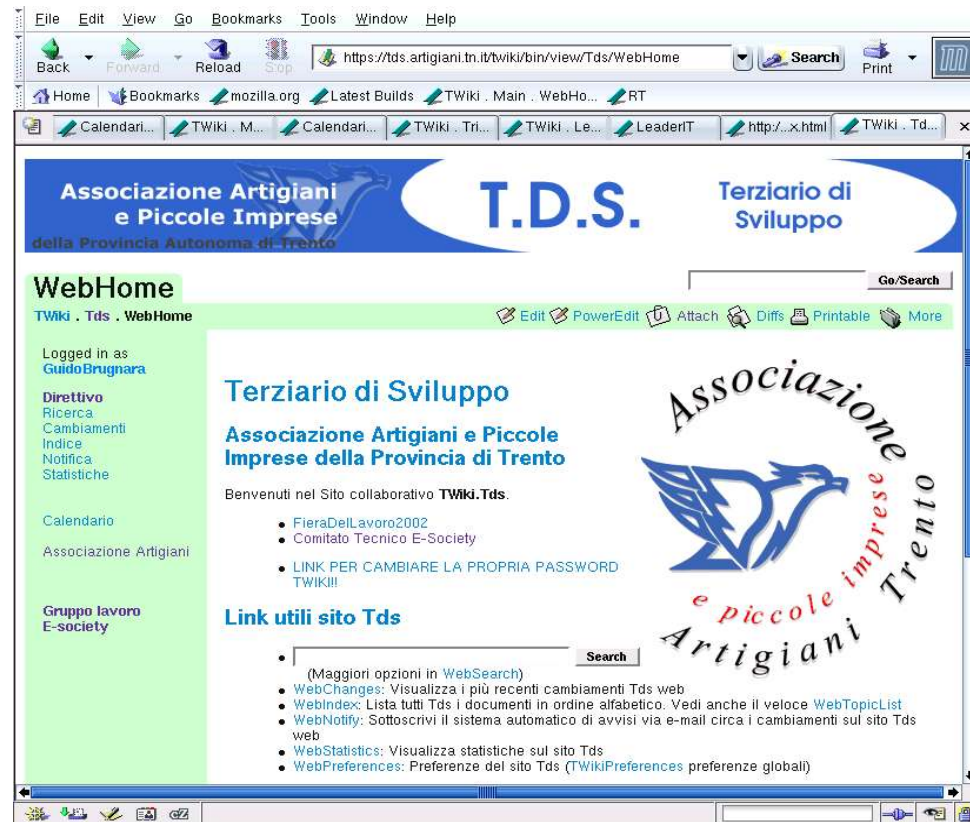 File Edit View Go Bookmarks Tools Window Help
Back Forward Reload Stop https://tds.artigiani.tn.it/twiki/bin/view/Tds/WebHome Search Print
Home Bookmarks mozilla.org Latest Builds TWiki . Main . WebHo... RT
Calendari... TWiki . M... Calendari... TWiki . Tri... TWiki . Le... LeaderIT http:/...x.html TWiki . Td...
Associazione Artigiani
e Piccole Imprese
della Provincia Autonoma di Trento
T.D.S.
Terziario di
Sviluppo
WebHome
Go/Search
TWiki . Tds . WebHome
Edit PowerEdit Attach Diffs Printable More
Logged in as
GuidoBrugnara
Direttivo
Ricerca
Cambiamenti
Indice
Notifica
Statistiche
Calendario
Associazione Artigiani
Gruppo lavoro
E-society
Terziario di Sviluppo
Associazione Artigiani e Piccole
Imprese della Provincia di Trento
Benvenuti nel Sito collaborativo TWiki.Tds.
• FieraDelLavoro2002
• Comitato Tecnico E-Society
• LINK PER CAMBIARE LA PROPRIA PASSWORD
TWIKI!!
Associazione
Artigiani Trento
e piccole imprese
Link utili sito Tds
• Search
(Maggiori opzioni in WebSearch)
• WebChanges: Visualizza i più recenti cambiamenti Tds web
• WebIndex: Lista tutti Tds i documenti in ordine alfabetico. Vedi anche il veloce WebTopicList
• WebNotify: Sottoscrivi il sistema automatico di avvisi via e-mail circa i cambiamenti sul sito Tds
web
• WebStatistics: Visualizza statistiche sul sito Tds
• WebPreferences: Preferenze del sito Tds (TWikiPreferences preferenze globali)